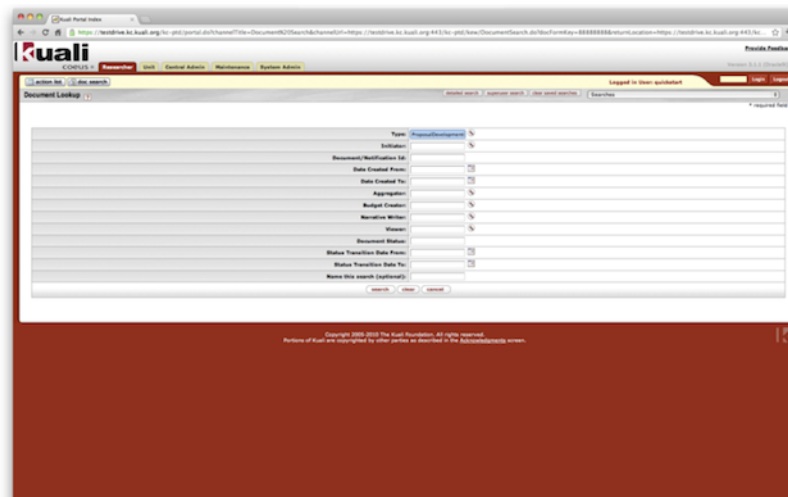 Kuali Portal Index
https://testdrive.kc.kuali.org/kc-ptd/portal.do?channelTitle=Document%20Search&channelUrl=https://testdrive.kc.kuali.org:443/kc-ptd/kew/DocumentSearch.do?docFormKey=88888888&returnLocation=https://testdrive.kc.kuali.org:443/kc...
Kuali
coeus
Provide Feedback
Researcher Unit Central Admin Maintenance System Admin
action list doc search
Logged in User: quickstart
Login Logout
Document Lookup
detailed search superuser search clear saved searches Searches
* required field
Type: ProposalDevelopment
Initiator:
Document/Notification Id:
Date Created From:
Date Created To:
Aggregator:
Budget Creator:
Narrative Writer:
Viewer:
Document Status:
Status Transition Date From:
Status Transition Date To:
Name this search (optional):
search clear cancel
Copyright 2005-2010 The Kuali Foundation. All rights reserved.
Portions of Kuali are copyrighted by other parties as described in the Acknowledgments screen.